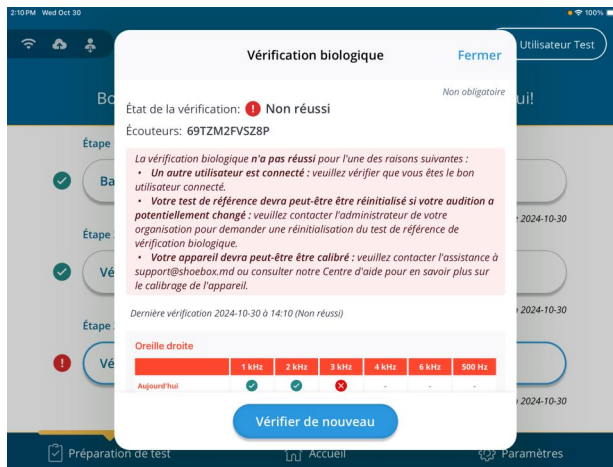 2:10 PM Wed Oct 30
100%
Utilisateur Test
Vérification biologique
Fermer
Bo
ui!
Non obligatoire
État de la vérification: Non réussi
Écouteurs: 69TZM2FVSZ8P
La vérification biologique n'a pas réussi pour l'une des raisons suivantes :
• Un autre utilisateur est connecté : veuillez vérifier que vous êtes le bon
utilisateur connecté.
• Votre test de référence devra peut-être être réinitialisé si votre audition a
potentiellement changé : veuillez contacter l'administrateur de votre
organisation pour demander une réinitialisation du test de référence de
vérification biologique.
• Votre appareil devra peut-être être calibré : veuillez contacter l'assistance à
support@shoebox.md ou consulter notre Centre d'aide pour en savoir plus sur
le calibrage de l'appareil.
Dernière vérification 2024-10-30 à 14:10 (Non réussi)
Oreille droite
1 kHz 2 kHz 3 kHz 4 kHz 6 kHz 500 Hz
Aujourd'hui - - -
Vérifier de nouveau
Étape
Ba
2024-10-30
Étape
Vé
2024-10-30
Étape
Vé
2024-10-30
Préparation de test
Accueil
Paramètres